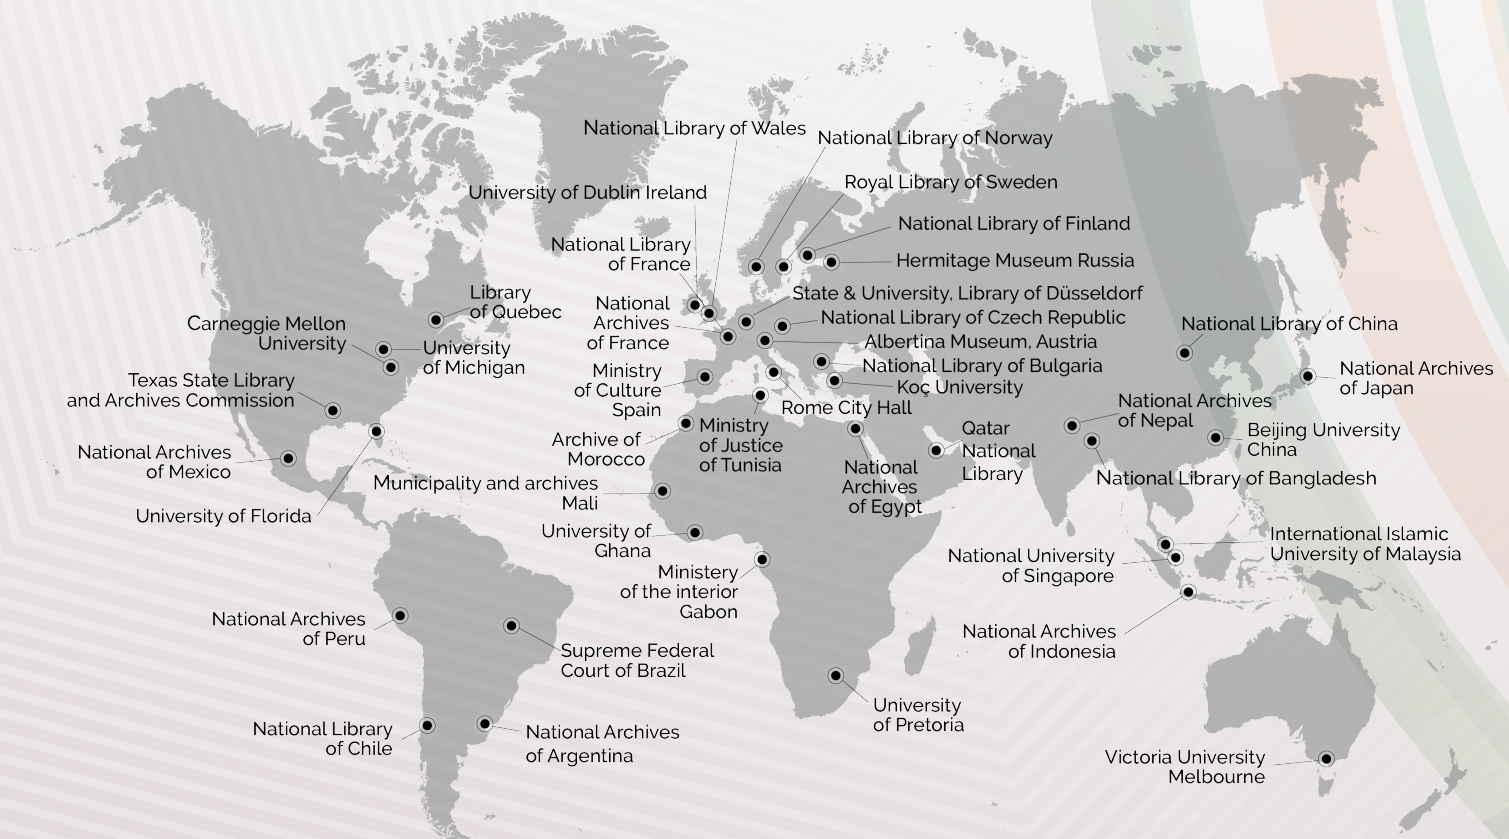 National Library of Wales
National Library of Norway
Royal Library of Sweden
University of Dublin Ireland
National Library of Finland
National Library
of France
Hermitage Museum Russia
Library
of Quebec
State & University, Library of Düsseldorf
National
Archives
of France
National Library of Czech Republic
Carneggie Mellon
University
National Library of China
University
of Michigan
Albertina Museum, Austria
National Library of Bulgaria
Ministry
of Culture
Spain
National Archives
of Japan
Texas State Library
and Archives Commission
Koç University
Rome City Hall
National Archives
of Nepal
Ministry
of Justice
of Tunisia
Qatar
National
Library
Beijing University
China
Archive of
Morocco
National Archives
of Mexico
National
Archives
of Egypt
National Library of Bangladesh
Municipality and archives
Mali
University of Florida
University of
Ghana
International Islamic
University of Malaysia
National University
of Singapore
Ministery
of the interior
Gabon
National Archives
of Peru
National Archives
of Indonesia
Supreme Federal
Court of Brazil
University
of Pretoria
National Library
of Chile
National Archives
of Argentina
Victoria University
Melbourne